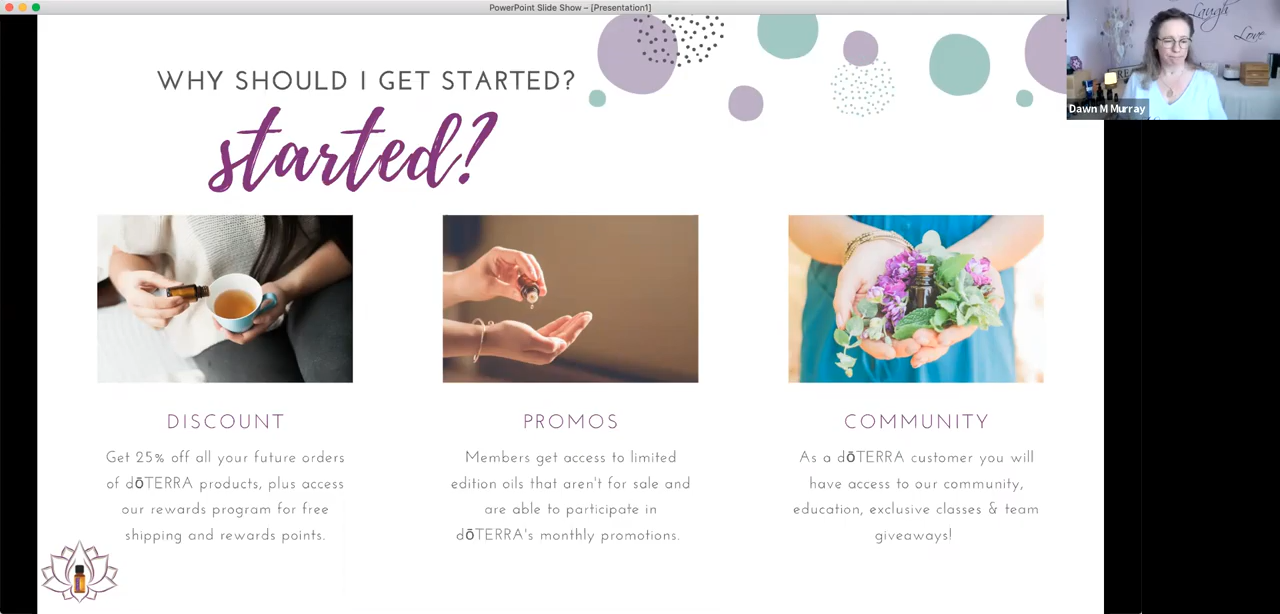 PowerPoint Slide Show – [Presentation1]
Laugh
Love
Dawn M Murray
WHY SHOULD I GET STARTED?
started?
DISCOUNT
Get 25% off all your future orders
of dōTERRA products, plus access
our rewards program for free
shipping and rewards points.
PROMOS
Members get access to limited
edition oils that aren't for sale and
are able to participate in
dōTERRA's monthly promotions.
COMMUNITY
As a dōTERRA customer you will
have access to our community,
education, exclusive classes & team
giveaways!